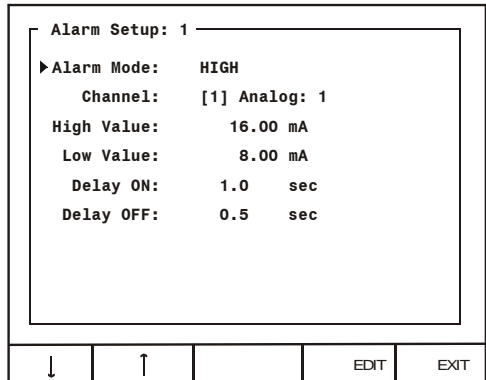 Alarm Setup: 1
Alarm Mode: HIGH
Channel: [1] Analog: 1
High Value: 16.00 mA
Low Value: 8.00 mA
Delay ON: 1.0 sec
Delay OFF: 0.5 sec
↓ ↑ EDIT EXIT